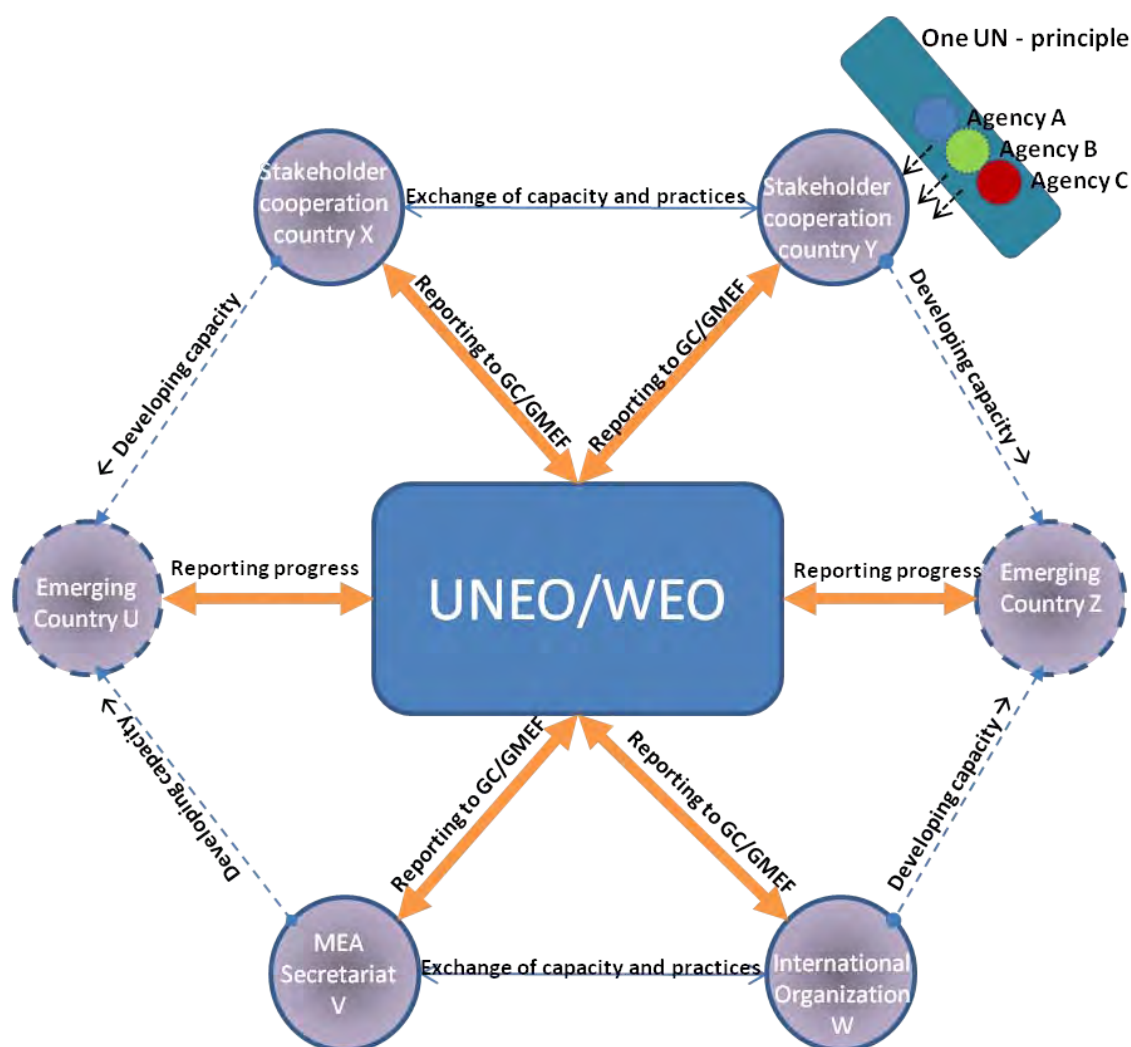 One UN - principle
Agency A
Agency B
Agency C
Stakeholder
cooperation
country X
Exchange of capacity and practices
Stakeholder
cooperation
country Y
Reporting to GC/GMEF
Reporting to GC/GMEF
← Developing capacity
Developing capacity →
Emerging
Country U
Reporting progress
UNEO/WEO
Reporting progress
Emerging
Country Z
Developing capacity →
Reporting to GC/GMEF
Reporting to GC/GMEF
Developing capacity →
MEA
Secretariat
V
Exchange of capacity and practices
International
Organization
W